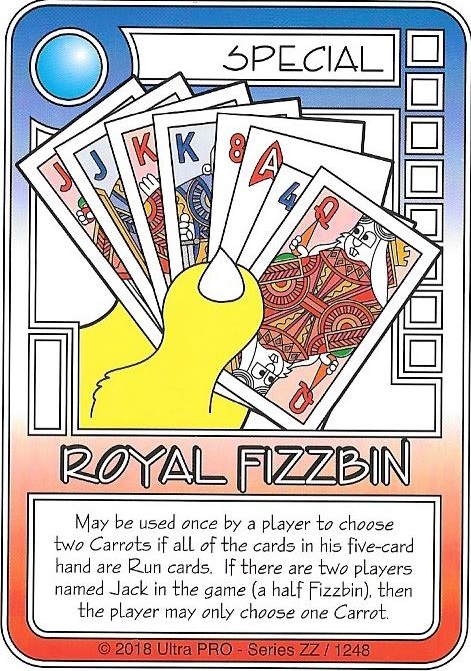 SPECIAL
J
J
K
K
8
A
4
Q
Q
ROYAL FIZZBIN
May be used once by a player to choose
two Carrots if all of the cards in his five-card
hand are Run cards. If there are two players
named Jack in the game (a half Fizzbin), then
the player may only choose one Carrot.
© 2018 Ultra PRO - Series ZZ / 1248